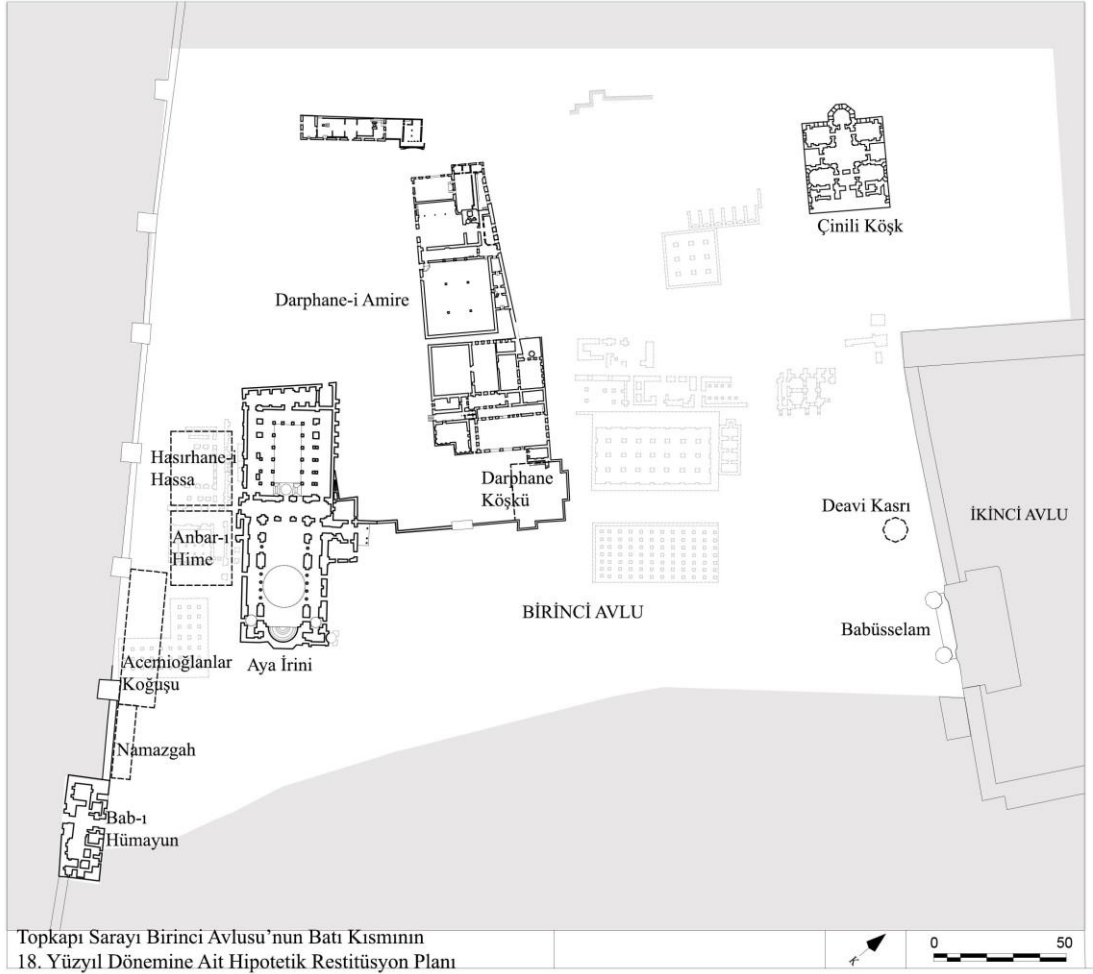 Çinili Köşk
Darphane-i Amire
Hasırhane-i
Hassa
Darphane
Köşkü
Deavi Kasrı
İKİNCİ AVLU
Anbar-ı
Hime
BİRİNCİ AVLU
Babüsselam
Acemioğlanlar
Koğuşu
Aya İrini
Namazgah
Bab-ı
Hümayun
Topkapı Sarayı Birinci Avlusu'nun Batı Kısmının
18. Yüzyıl Dönemine Ait Hipotetik Restitüsyon Planı
K
0 50